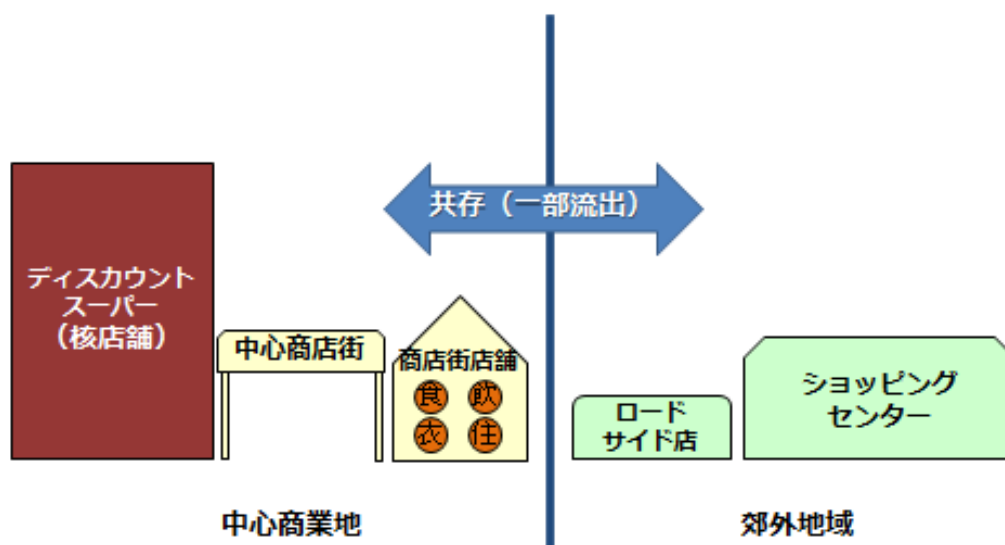 共存（一部流出）
ディスカウント
スーパー
（核店舗）
中心商店街
商店街店舗
食 飲
衣 住
ロード
サイド店
ショッピング
センター
中心商業地
郊外地域